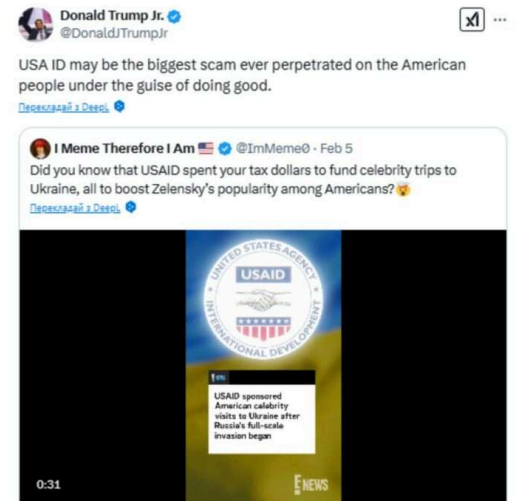 Donald Trump Jr.
@DonaldJTrumpJr
USA ID may be the biggest scam ever perpetrated on the American
people under the guise of doing good.
Перекладай з DeepL
I Meme Therefore I Am
@ImMeme0 · Feb 5
Did you know that USAID spent your tax dollars to fund celebrity trips to
Ukraine, all to boost Zelensky's popularity among Americans?
Перекладай з DeepL
UNITED STATES AGENCY
USAID
INTERNATIONAL DEVELOPMENT
USAID sponsored
American celebrity
visits to Ukraine after
Russia's full-scale
invasion began
0:31
E NEWS